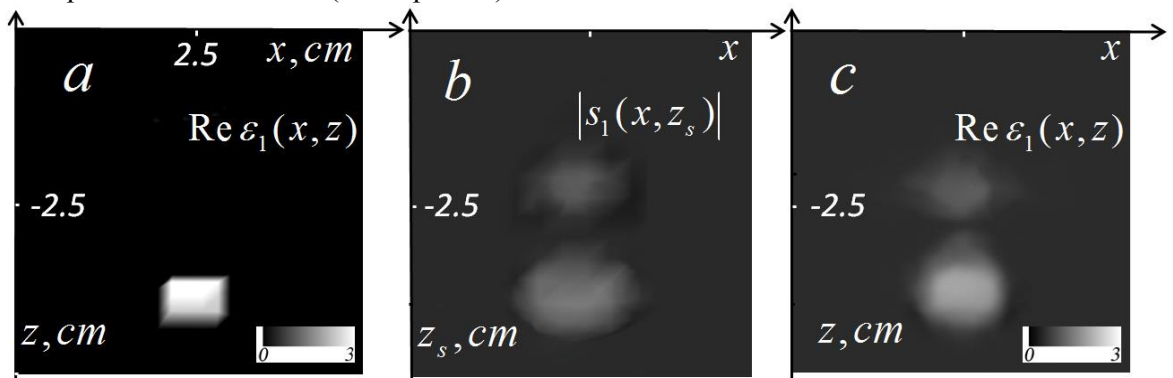 a
2.5
x, cm
Re ε₁(x, z)
-2.5
z, cm
0 3
b
x
|s₁(x, zₛ)|
-2.5
zₛ, cm
c
x
Re ε₁(x, z)
-2.5
z, cm
0 3